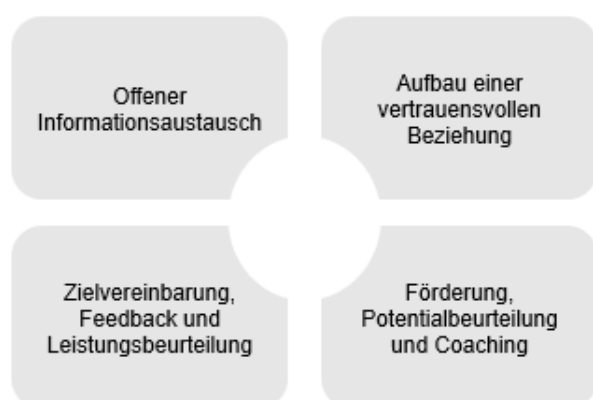 Offener
Informationsaustausch
Aufbau einer
vertrauensvollen
Beziehung
Zielvereinbarung,
Feedback und
Leistungsbeurteilung
Förderung,
Potentialbeurteilung
und Coaching